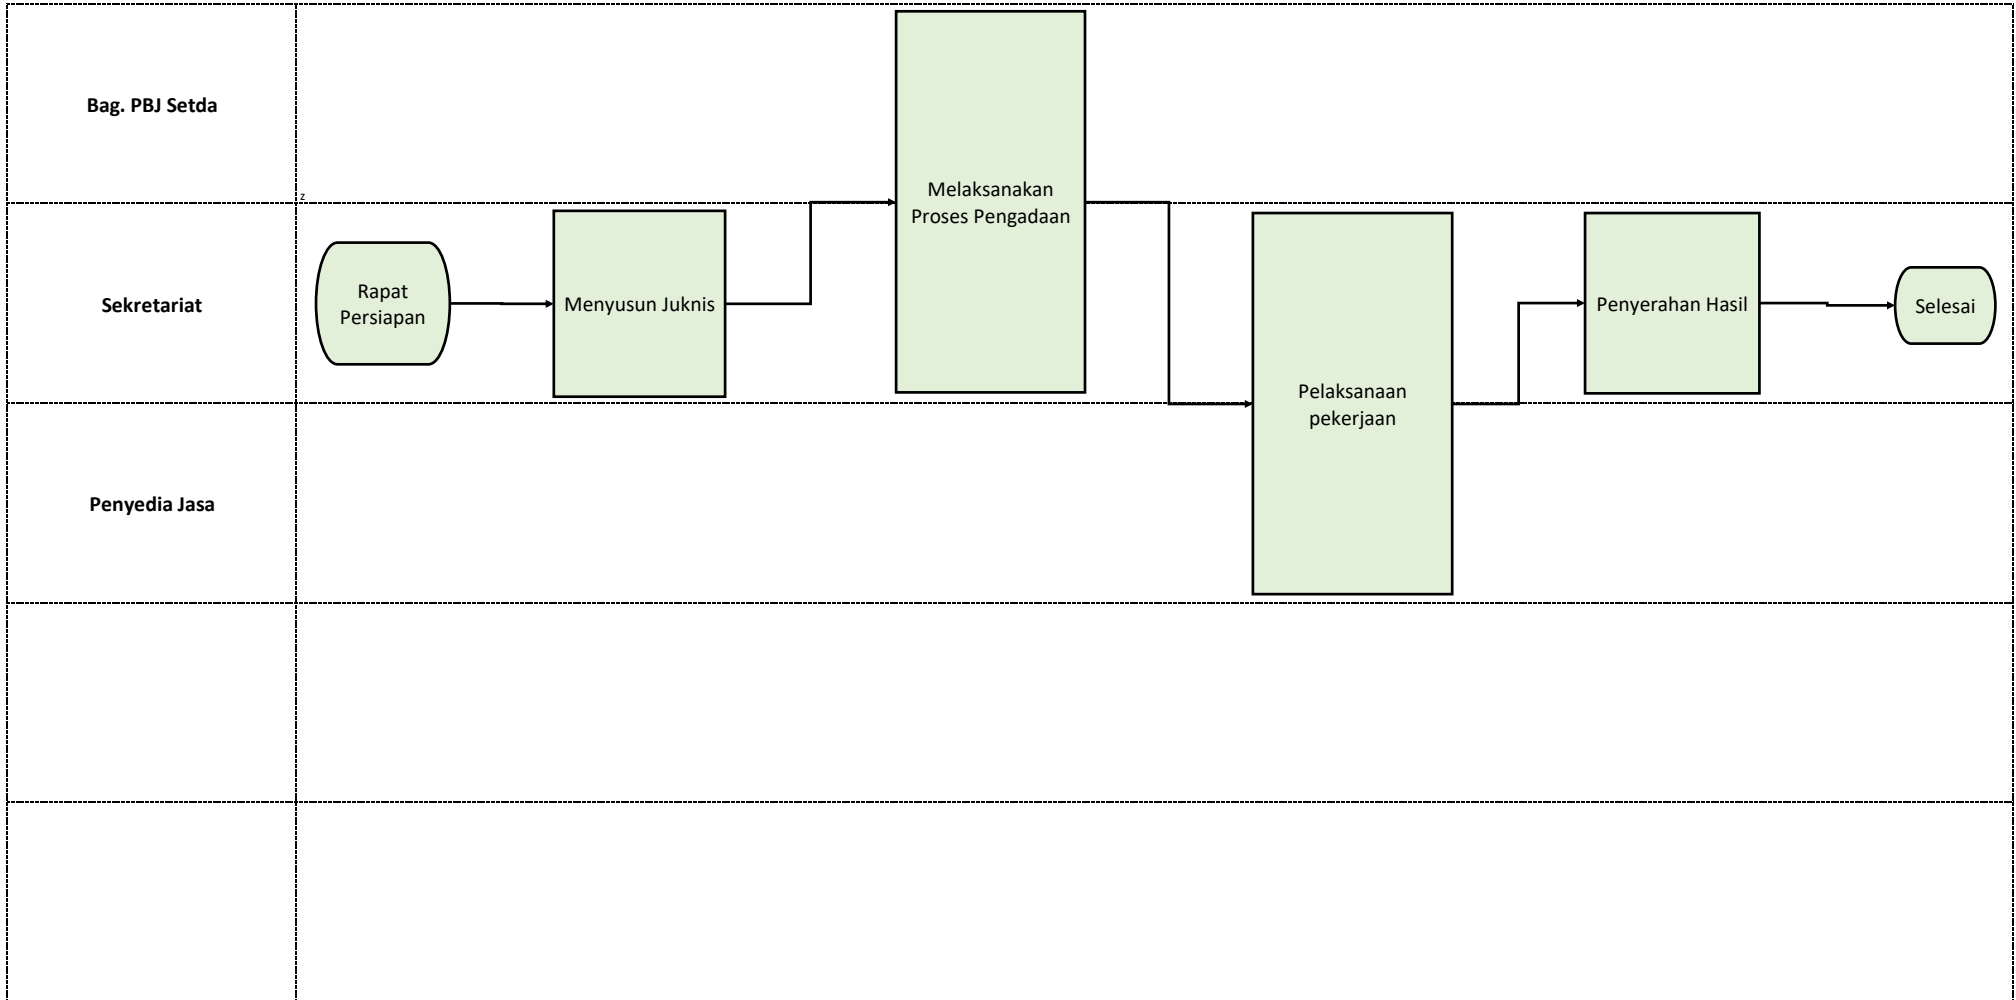 Bag. PBJ Setda
z
Sekretariat
Penyedia Jasa
Rapat
Persiapan
Menyusun Juknis
Melaksanakan
Proses Pengadaan
Pelaksanaan
pekerjaan
Penyerahan Hasil
Selesai